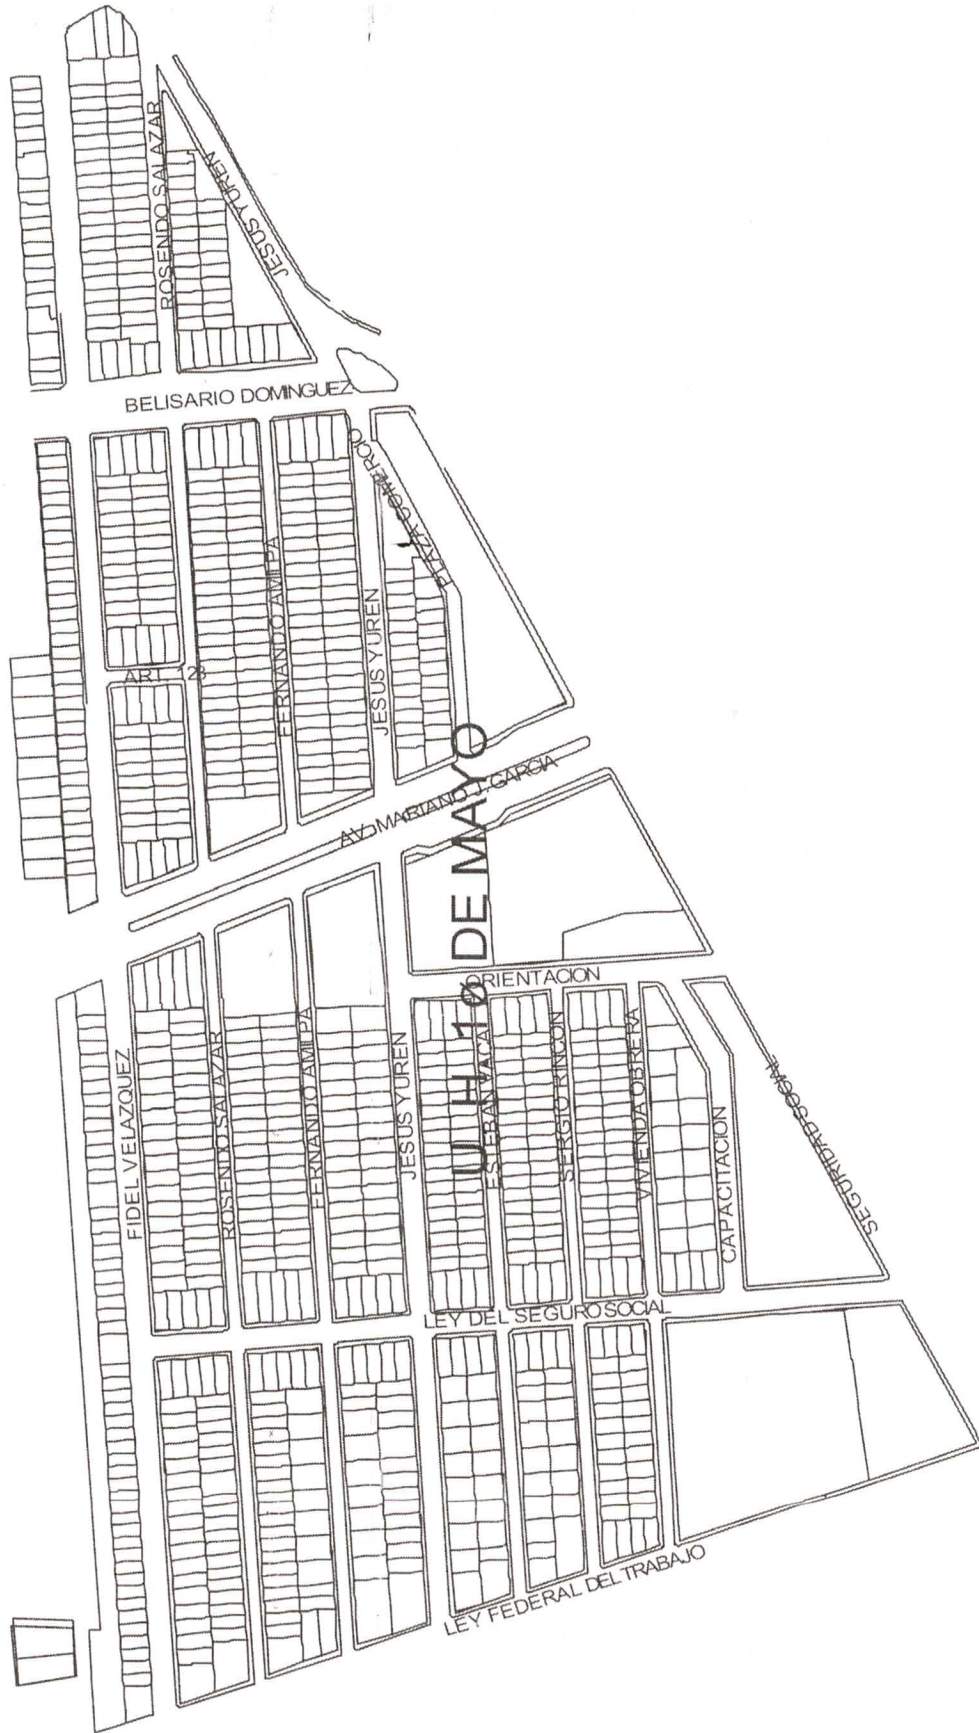 ROSENDO SALAZAR
JESUS YUREN
BELISARIO DOMINGUEZ
PLAZA COMERCIO
FERNANDO AMILPA
JESUS YUREN
ART. 123
AV. MARIANO J. GARCIA
U H 1º DE MAYO
ORIENTACION
FIDEL VELAZQUEZ
ROSENDO SALAZAR
FERNANDO AMILPA
JESUS YUREN
ESTEBAN VACA
SERGIO RINCON
VIVIENDA OBRERA
CAPACITACION
SEGURIDAD SOCIAL
LEY DEL SEGURO SOCIAL
LEY FEDERAL DEL TRABAJO